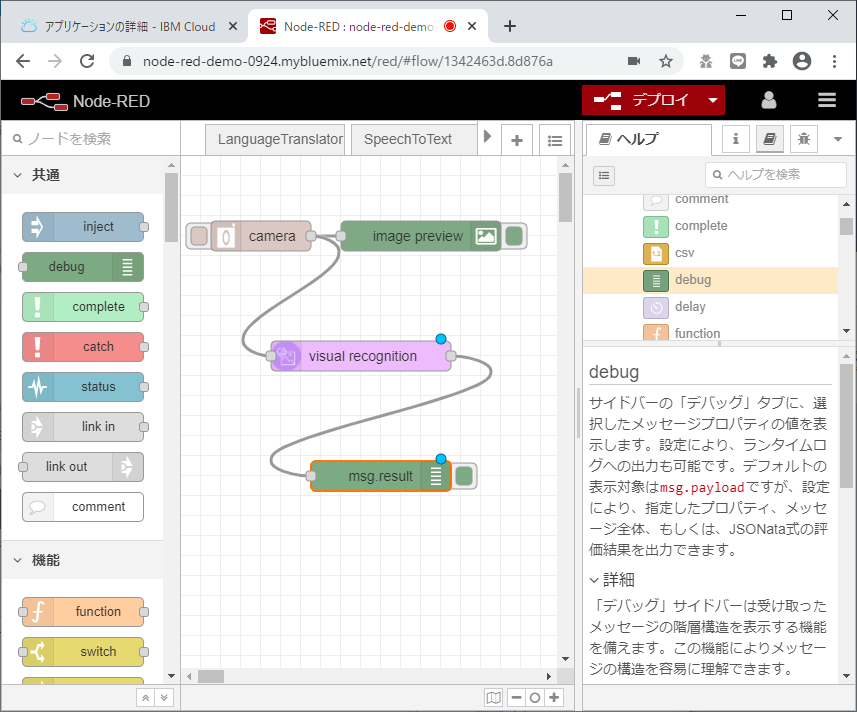 アプリケーションの詳細 - IBM Cloud
Node-RED : node-red-demo
node-red-demo-0924.mybluemix.net/red/#flow/1342463d.8d876a
Node-RED
デプロイ
ノードを検索
LanguageTranslator
SpeechToText
ヘルプ
ヘルプを検索
共通
inject
debug
complete
catch
status
link in
link out
comment
機能
function
switch
camera
image preview
visual recognition
msg.result
comment
complete
csv
debug
delay
function
debug
サイドバーの「デバッグ」タブに、選
択したメッセージプロパティの値を表
示します。設定により、ランタイムロ
グへの出力も可能です。デフォルトの
表示対象はmsg.payloadですが、設定
により、指定したプロパティ、メッセ
ージ全体、もしくは、JSONata式の評
価結果を出力できます。
詳細
「デバッグ」サイドバーは受け取った
メッセージの階層構造を表示する機能
を備えます。この機能によりメッセー
ジの構造を容易に理解できます。